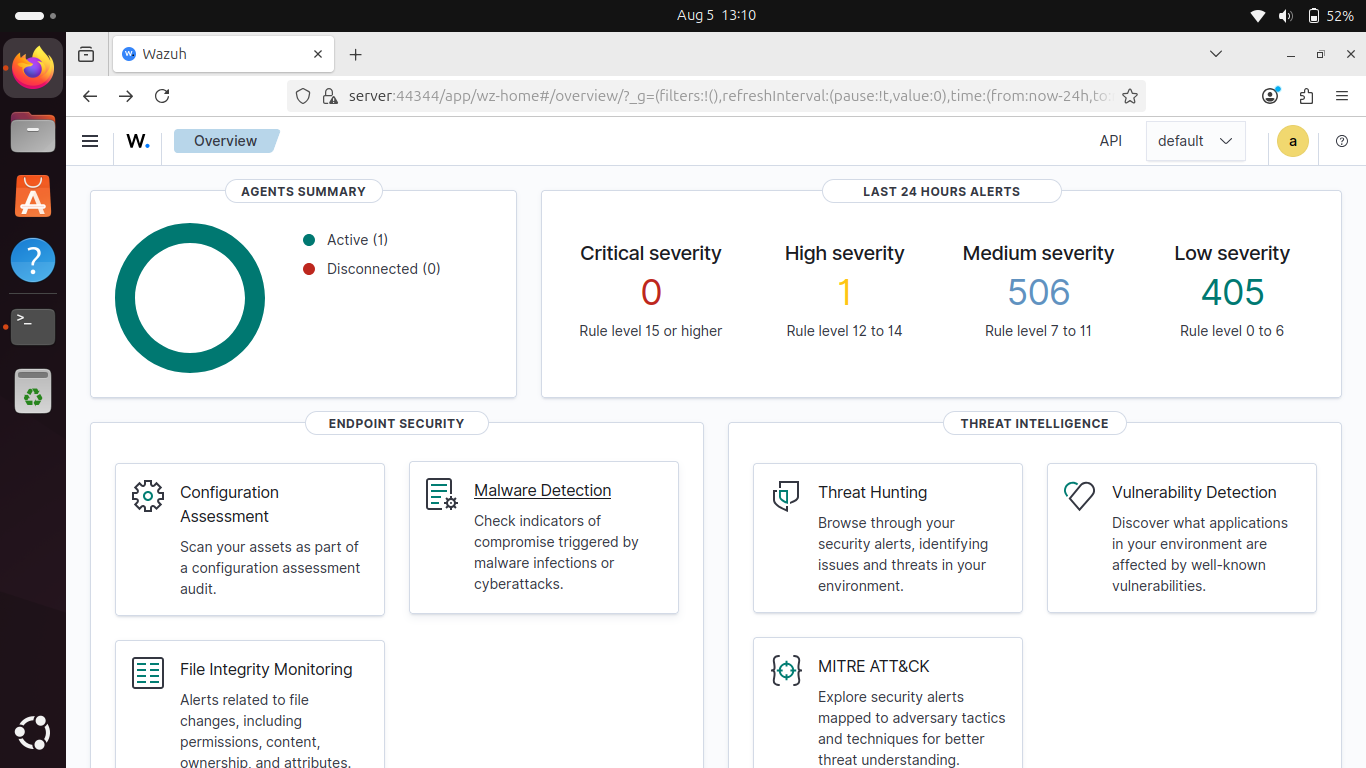 Aug 5 13:10
52%
Wazuh
server:44344/app/wz-home#/overview/?_g=(filters:!(),refreshInterval:(pause:!t,value:0),time:(from:now-24h,to:
W.
Overview
API
default
a
AGENTS SUMMARY
Active (1)
Disconnected (0)
LAST 24 HOURS ALERTS
Critical severity
0
Rule level 15 or higher
High severity
1
Rule level 12 to 14
Medium severity
506
Rule level 7 to 11
Low severity
405
Rule level 0 to 6
ENDPOINT SECURITY
Configuration
Assessment
Scan your assets as part of
a configuration assessment
audit.
Malware Detection
Check indicators of
compromise triggered by
malware infections or
cyberattacks.
File Integrity Monitoring
Alerts related to file
changes, including
permissions, content,
ownership, and attributes.
THREAT INTELLIGENCE
Threat Hunting
Browse through your
security alerts, identifying
issues and threats in your
environment.
Vulnerability Detection
Discover what applications
in your environment are
affected by well-known
vulnerabilities.
MITRE ATT&CK
Explore security alerts
mapped to adversary tactics
and techniques for better
threat understanding.